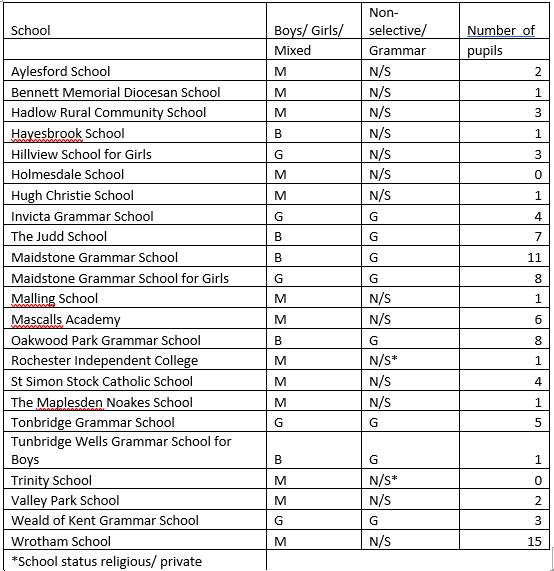 School Boys/ Girls/ Mixed Non-selective/ Grammar Number of pupils
Aylesford School M N/S 2
Bennett Memorial Diocesan School M N/S 1
Hadlow Rural Community School M N/S 3
Hayesbrook School B N/S 1
Hillview School for Girls G N/S 3
Holmesdale School M N/S 0
Hugh Christie School M N/S 1
Invicta Grammar School G G 4
The Judd School B G 7
Maidstone Grammar School B G 11
Maidstone Grammar School for Girls G G 8
Malling School M N/S 1
Mascalls Academy M N/S 6
Oakwood Park Grammar School B G 8
Rochester Independent College M N/S* 1
St Simon Stock Catholic School M N/S 4
The Maplesden Noakes School M N/S 1
Tonbridge Grammar School G G 5
Tunbridge Wells Grammar School for
Boys B G 1
Trinity School M N/S* 0
Valley Park School M N/S 2
Weald of Kent Grammar School G G 3
Wrotham School M N/S 15
*School status religious/ private